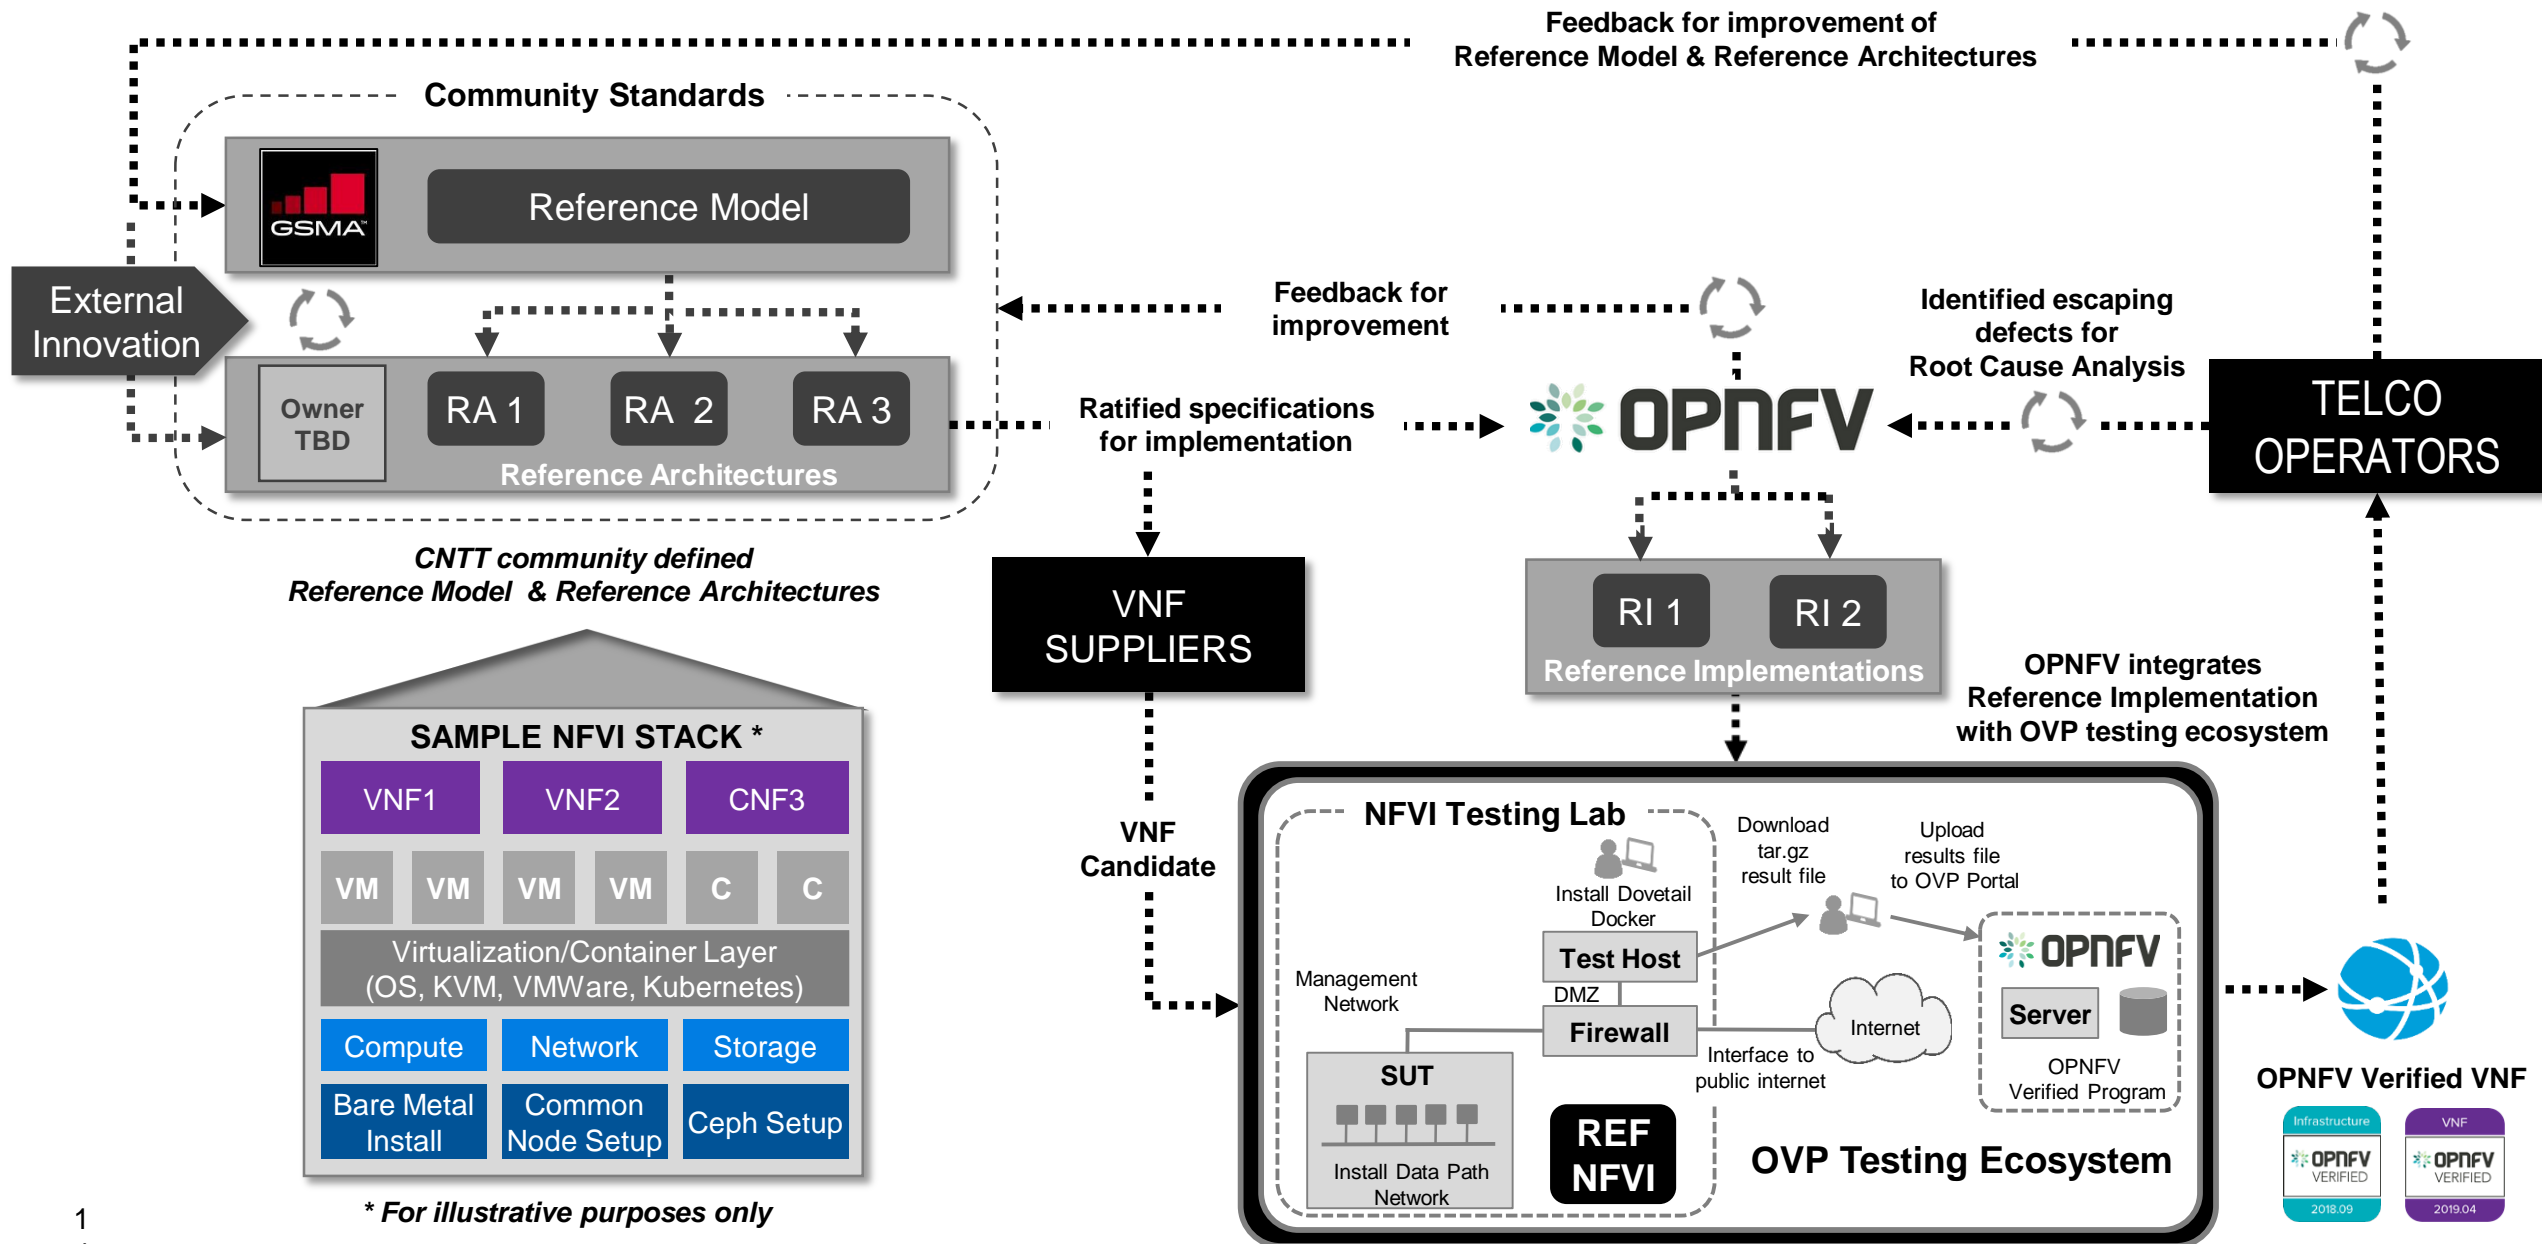 Feedback for improvement of
Reference Model & Reference Architectures
Community Standards
GSMA™
Reference Model
External
Innovation
Owner
TBD
RA 1
RA 2
RA 3
Reference Architectures
CNTT community defined
Reference Model & Reference Architectures
Feedback for
improvement
Ratified specifications
for implementation
OPNFV
Identified escaping
defects for
Root Cause Analysis
TELCO
OPERATORS
VNF
SUPPLIERS
RI 1
RI 2
Reference Implementations
OPNFV integrates
Reference Implementation
with OVP testing ecosystem
SAMPLE NFVI STACK *
VNF1
VNF2
CNF3
VM
VM
VM
VM
C
C
Virtualization/Container Layer
(OS, KVM, VMWare, Kubernetes)
Compute
Network
Storage
Bare Metal
Install
Common
Node Setup
Ceph Setup
* For illustrative purposes only
VNF
Candidate
NFVI Testing Lab
Install Dovetail
Docker
Test Host
DMZ
Firewall
Management
Network
SUT
Install Data Path
Network
REF
NFVI
Download
tar.gz
result file
Upload
results file
to OVP Portal
Internet
Interface to
public internet
OPNFV
Server
OPNFV
Verified Program
OVP Testing Ecosystem
OPNFV Verified VNF
Infrastructure
OPNFV
VERIFIED
2018.09
VNF
OPNFV
VERIFIED
2019.04
1